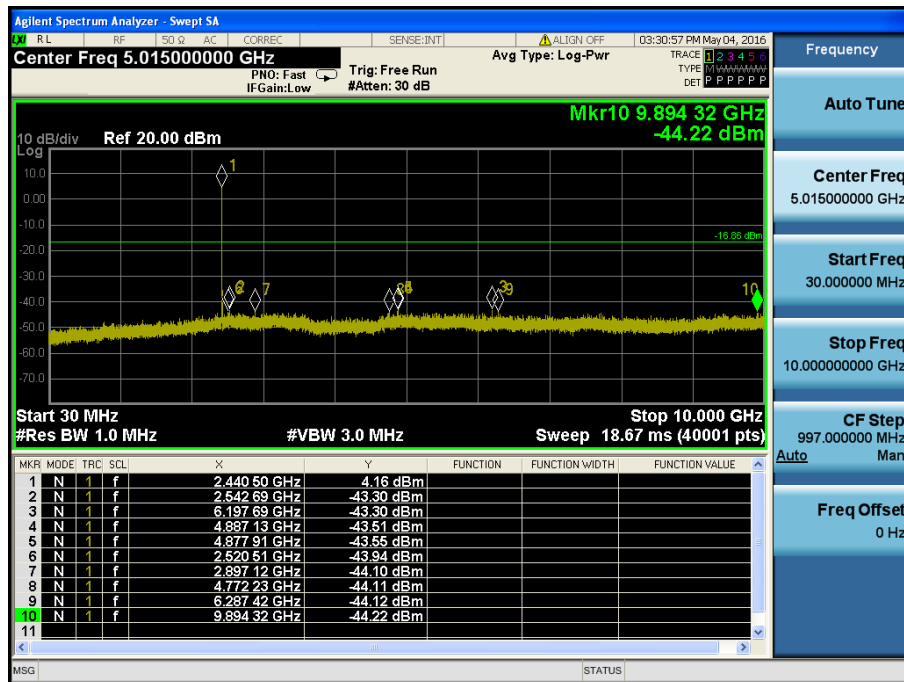 Agilent Spectrum Analyzer - Swept SA
LXI RL RF 50 Ω AC CORREC SENSE:INT ALIGN OFF 03:30:57 PM May 04, 2016
Center Freq 5.015000000 GHz
PNO: Fast
IFGain:Low
Trig: Free Run
#Atten: 30 dB
Avg Type: Log-Pwr
TRACE 1 2 3 4 5 6
TYPE M WWWWW
DET P P P P P P
Mkr10 9.894 32 GHz
-44.22 dBm
10 dB/div Ref 20.00 dBm
Log
10.0
0.00
-10.0
-20.0
-30.0
-40.0
-50.0
-60.0
-70.0
1
-16.86 dBm
7
9
10
Start 30 MHz Stop 10.000 GHz
#Res BW 1.0 MHz #VBW 3.0 MHz Sweep 18.67 ms (40001 pts)
MKR MODE TRC SCL X Y FUNCTION FUNCTION WIDTH FUNCTION VALUE
1 N 1 f 2.440 50 GHz 4.16 dBm
2 N 1 f 2.542 69 GHz -43.30 dBm
3 N 1 f 6.197 69 GHz -43.30 dBm
4 N 1 f 4.887 13 GHz -43.51 dBm
5 N 1 f 4.877 91 GHz -43.55 dBm
6 N 1 f 2.520 51 GHz -43.94 dBm
7 N 1 f 2.897 12 GHz -44.10 dBm
8 N 1 f 4.772 23 GHz -44.11 dBm
9 N 1 f 6.287 42 GHz -44.12 dBm
10 N 1 f 9.894 32 GHz -44.22 dBm
11
MSG STATUS
Frequency
Auto Tune
Center Freq
5.015000000 GHz
Start Freq
30.000000 MHz
Stop Freq
10.000000000 GHz
CF Step
997.000000 MHz
Auto Man
Freq Offset
0 Hz